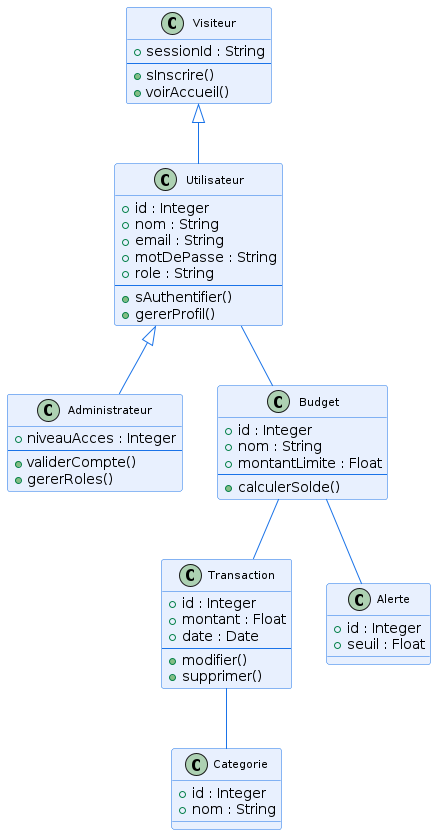 C Visiteur
sessionId : String
sInscrire()
voirAccueil()
C Utilisateur
id : Integer
nom : String
email : String
motDePasse : String
role : String
sAuthentifier()
gererProfil()
C Administrateur
niveauAcces : Integer
validerCompte()
gererRoles()
C Budget
id : Integer
nom : String
montantLimite : Float
calculerSolde()
C Transaction
id : Integer
montant : Float
date : Date
modifier()
supprimer()
C Alerte
id : Integer
seuil : Float
C Categorie
id : Integer
nom : String